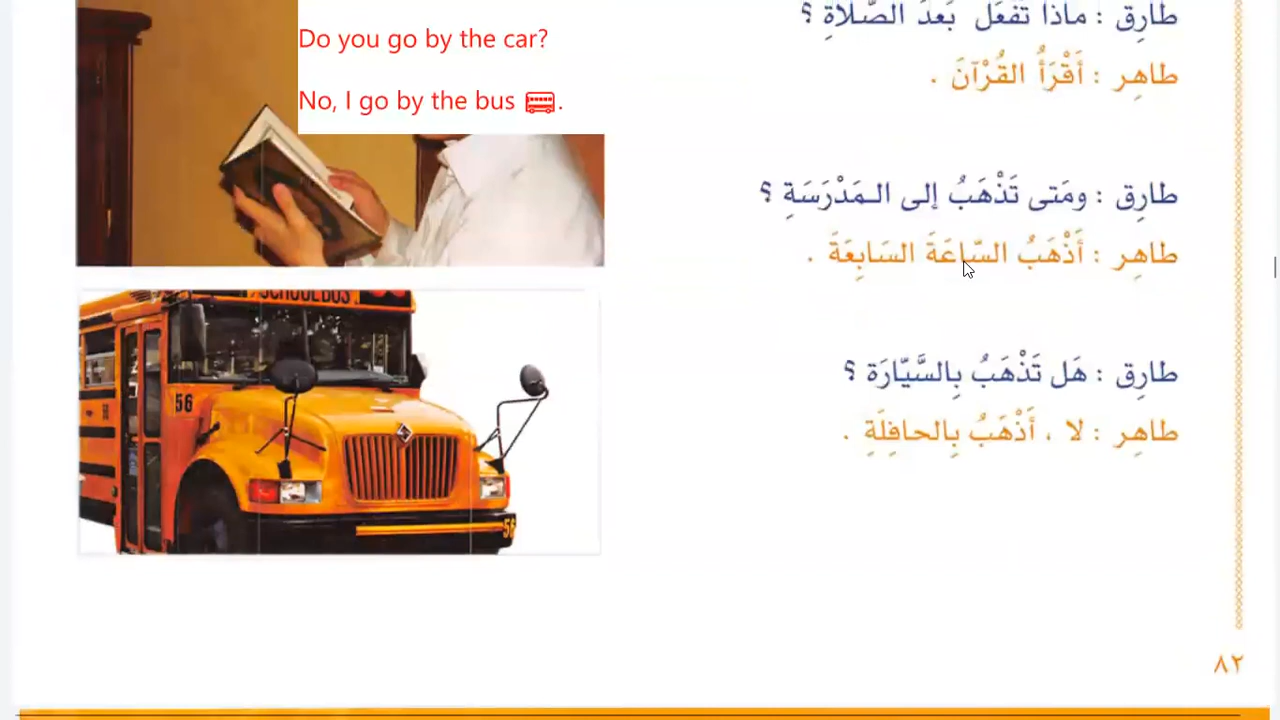 Do you go by the car?
No, I go by the bus 🚌.
طارِق : ماذا تَفْعَلُ بَعدَ الصَّلاةِ ؟
طاهِر : أَقْرَأُ القُرْآنَ .
طارِق : ومَتى تَذْهَبُ إلى الـمَدْرَسَةِ ؟
طاهِر : أَذْهَبُ السّاعَةَ السَابِعَةَ .
طارِق : هَل تَذْهَبُ بِالسَّيّارَة ؟
طاهِر : لا ، أَذْهَبُ بِالحافِلَةِ .
SCHOOL BUS
56
56
٨٢